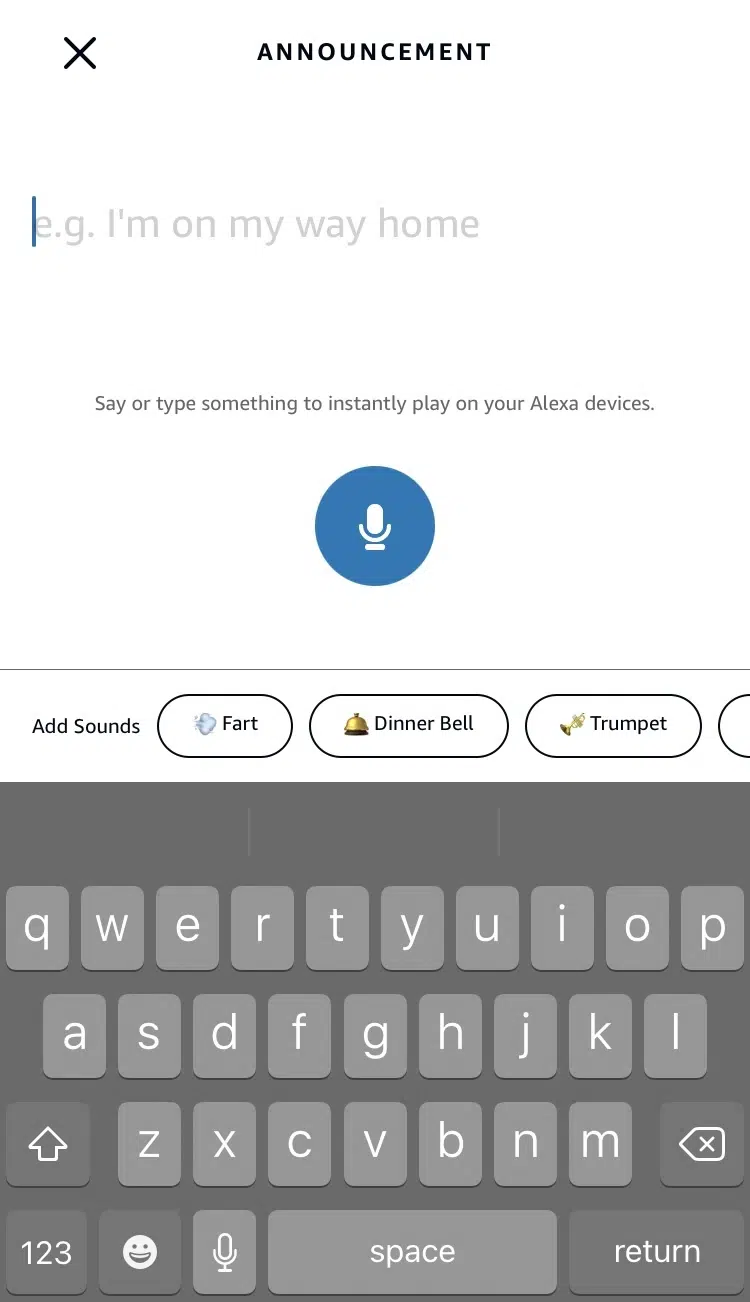 ANNOUNCEMENT
e.g. I'm on my way home
Say or type something to instantly play on your Alexa devices.
Add Sounds Fart Dinner Bell Trumpet
q w e r t y u i o p
a s d f g h j k l
z x c v b n m
123 space return